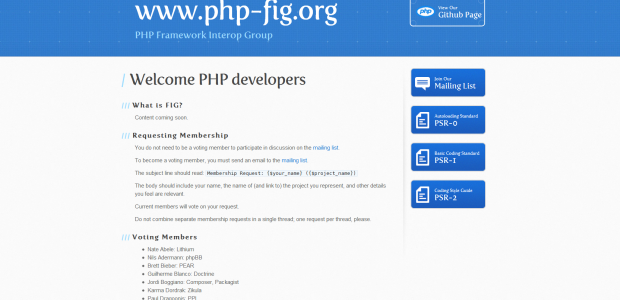 www.php-fig.org
PHP Framework Interop Group
View Our
Github Page
php
/ Welcome PHP developers
/// What is FIG?
Content coming soon.
/// Requesting Membership
You do not need to be a voting member to participate in discussion on the mailing list.
To become a voting member, you must send an email to the mailing list.
The subject line should read: Membership Request: {$your_name} ({$project_name})
The body should include your name, the name of (and link to) the project you represent, and other details
you feel are relevant.
Current members will vote on your request.
Do not combine separate membership requests in a single thread, one request per thread, please.
/// Voting Members
Nate Abele: Lithium
Nils Adermann: phpBB
Brett Bieber: PEAR
Guilherme Blanco: Doctrine
Jordi Boggiano: Composer, Packagist
Karma Dordrak: Zikula
Paul Dragoonis: PPI
Join Our
Mailing List
Autoloading Standard
PSR-0
Basic Coding Standard
PSR-1
Coding Style Guide
PSR-2